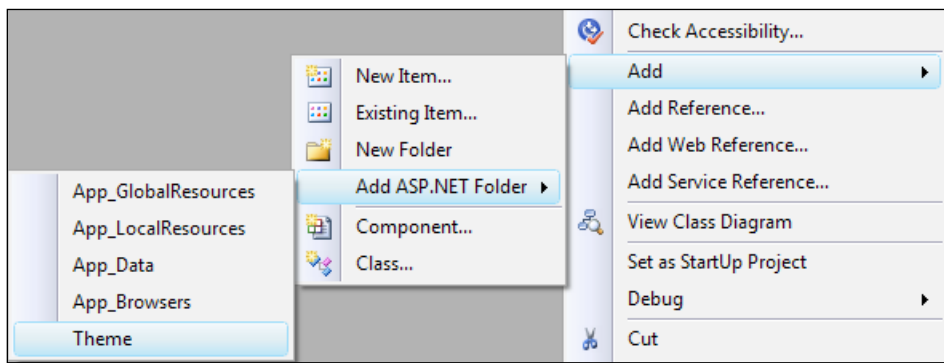 Check Accessibility...
Add
Add Reference...
Add Web Reference...
Add Service Reference...
View Class Diagram
Set as StartUp Project
Debug
Cut
New Item...
Existing Item...
New Folder
Add ASP.NET Folder
Component...
Class...
App_GlobalResources
App_LocalResources
App_Data
App_Browsers
Theme